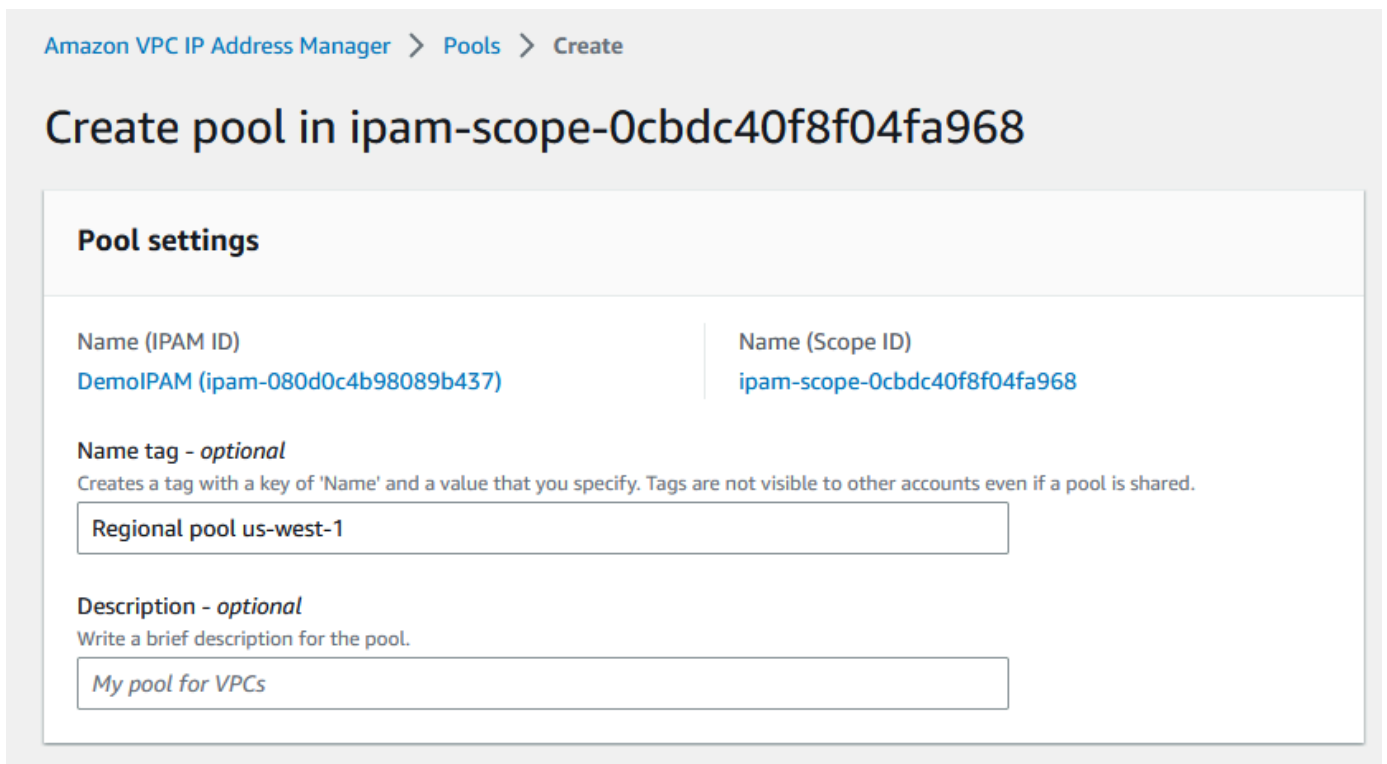 Amazon VPC IP Address Manager > Pools > Create
Create pool in ipam-scope-0cbdc40f8f04fa968
Pool settings
Name (IPAM ID)
DemoIPAM (ipam-080d0c4b98089b437)
Name (Scope ID)
ipam-scope-0cbdc40f8f04fa968
Name tag - optional
Creates a tag with a key of 'Name' and a value that you specify. Tags are not visible to other accounts even if a pool is shared.
Regional pool us-west-1
Description - optional
Write a brief description for the pool.
My pool for VPCs